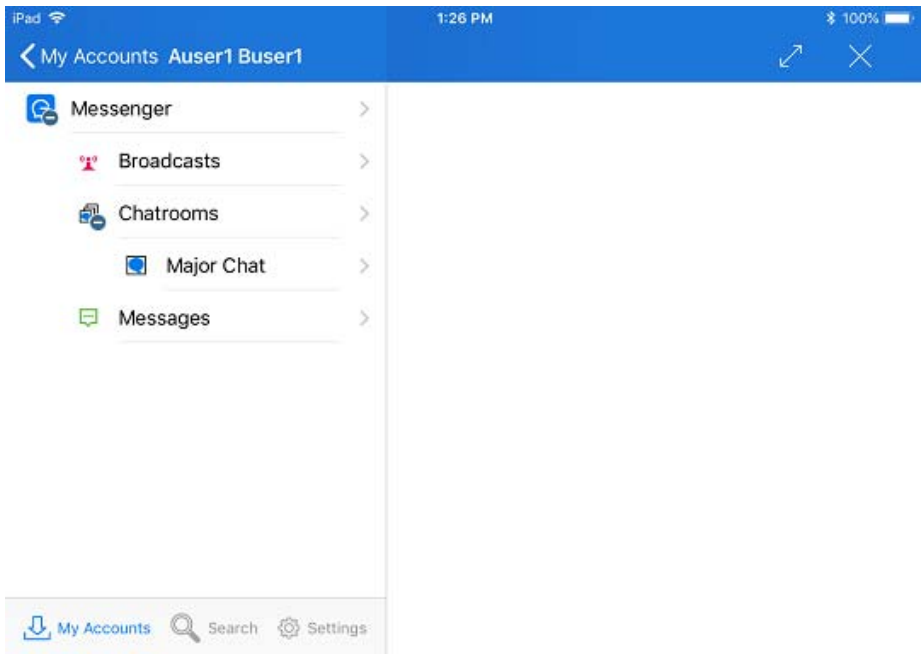 iPad 1:26 PM 100%
My Accounts Auser1 Buser1
Messenger
Broadcasts
Chatrooms
Major Chat
Messages
My Accounts Search Settings